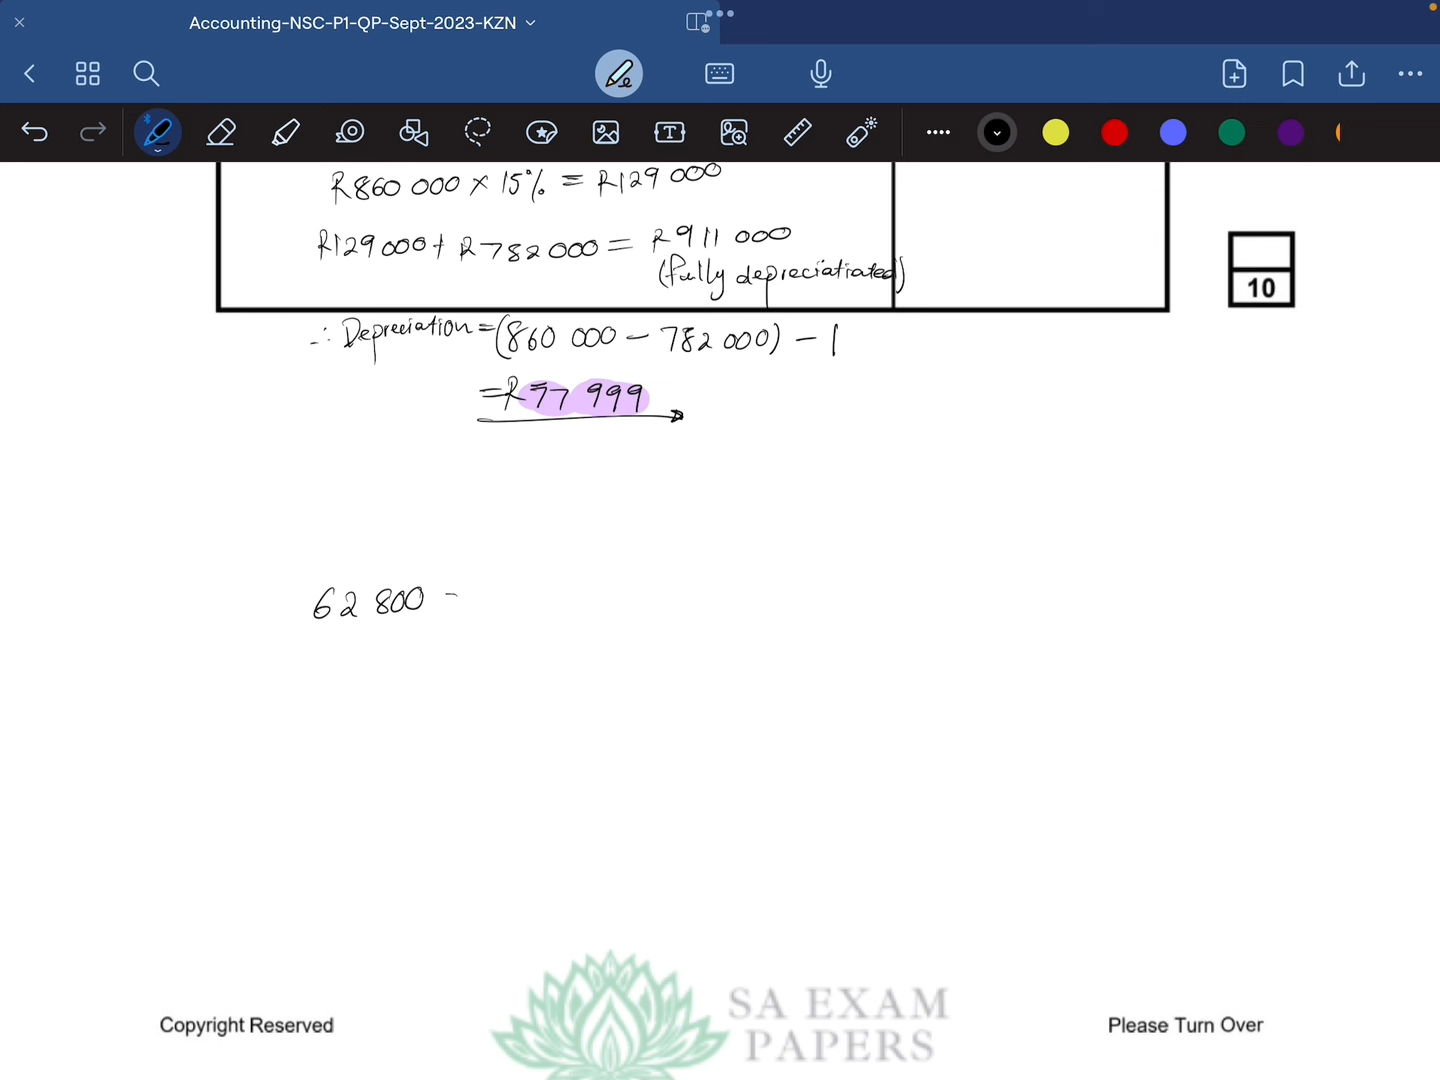 Accounting-NSC-P1-QP-Sept-2023-KZN
R860 000 × 15% = R129 000
R129 000 + R782 000 = R911 000
(fully depreciatiated)
10
∴ Depreciation = (860 000 − 782 000) − 1
= R77 999
62 800 -
SA EXAM
PAPERS
Copyright Reserved
Please Turn Over